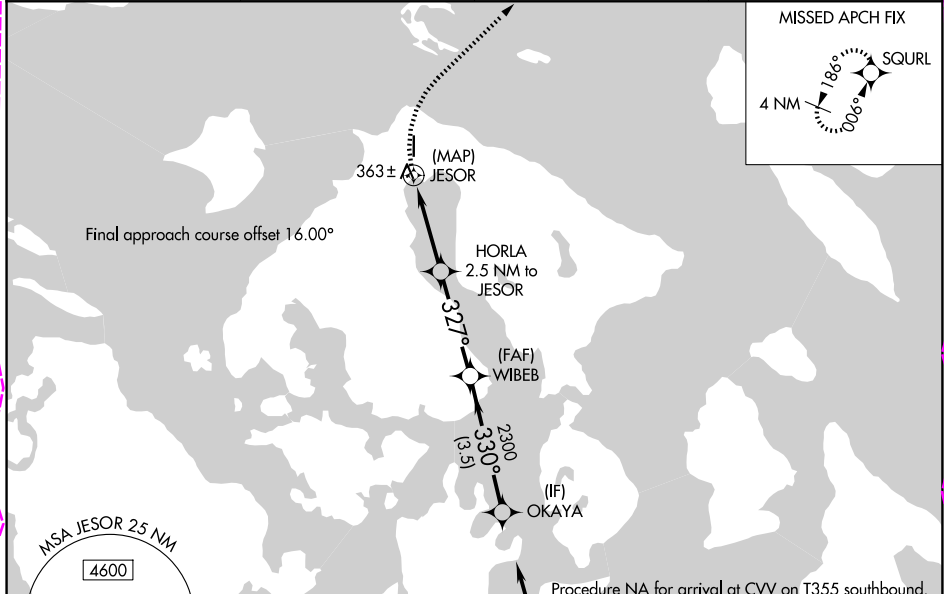 MISSED APCH FIX
SQURL
186°
4 NM
006°
(MAP)
363± JESOR
Final approach course offset 16.00°
HORLA
2.5 NM to
JESOR
327°
(FAF)
WIBEB
2300
330°
(3.5)
(IF)
OKAYA
MSA JESOR 25 NM
4600
Procedure NA for arrival at CVV on T355 southbound.